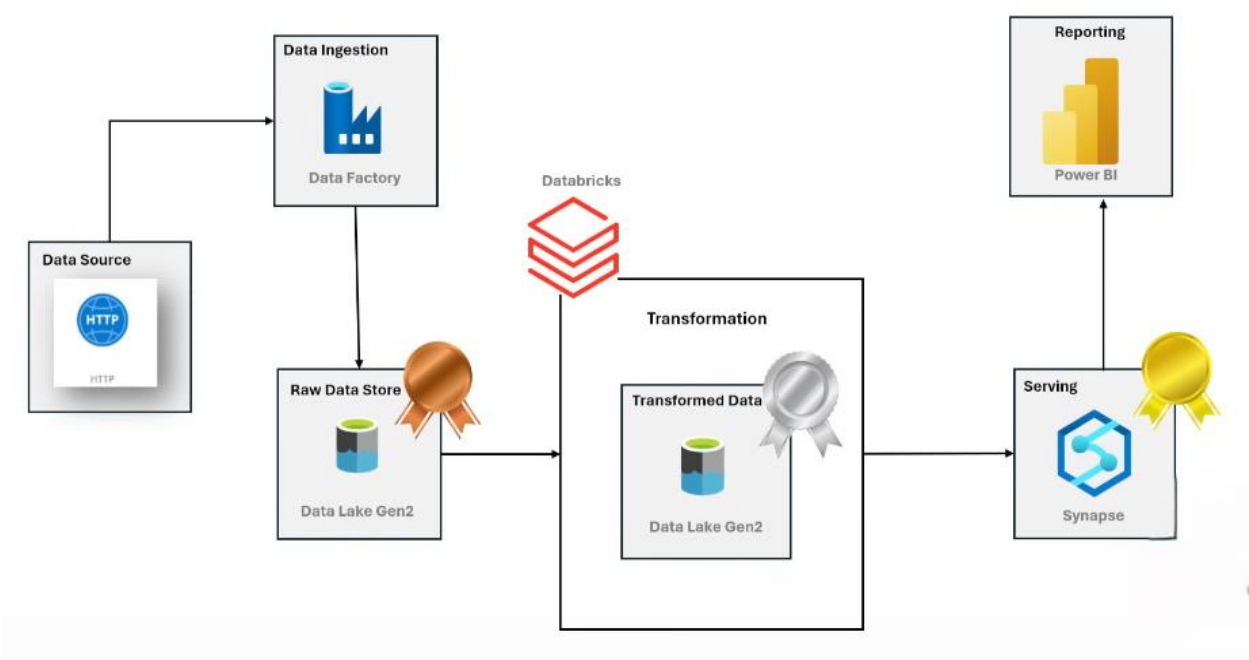 Data Source
HTTP
HTTP
Data Ingestion
Data Factory
Raw Data Store
Data Lake Gen2
Databricks
Transformation
Transformed Data
Data Lake Gen2
Serving
Synapse
Reporting
Power BI